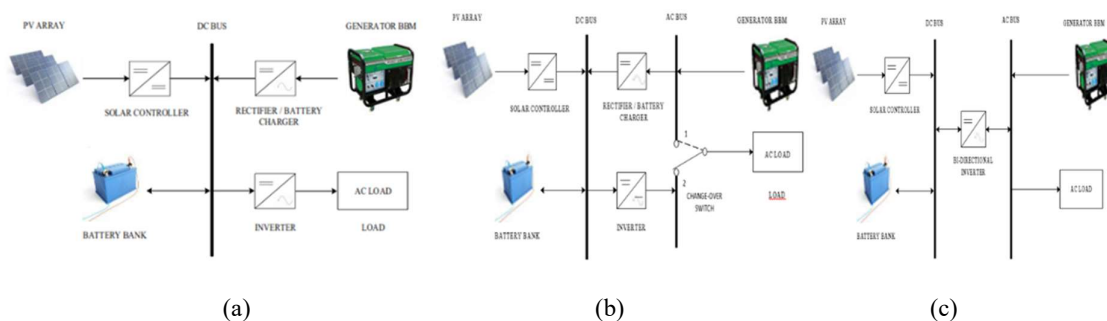 PV ARRAY
DC BUS
GENERATOR BBM
SOLAR CONTROLLER
RECTIFIER / BATTERY
CHARGER
BATTERY BANK
INVERTER
AC LOAD
LOAD
(a)
PV ARRAY
DC BUS
AC BUS
GENERATOR BBM
SOLAR CONTROLLER
RECTIFIER / BATTERY
CHARGER
1
2
CHANGE-OVER
SWITCH
AC LOAD
LOAD
BATTERY BANK
INVERTER
(b)
PV ARRAY
DC BUS
AC BUS
GENERATOR BBM
SOLAR CONTROLLER
BI-DIRECTIONAL
INVERTER
AC LOAD
BATTERY BANK
(c)